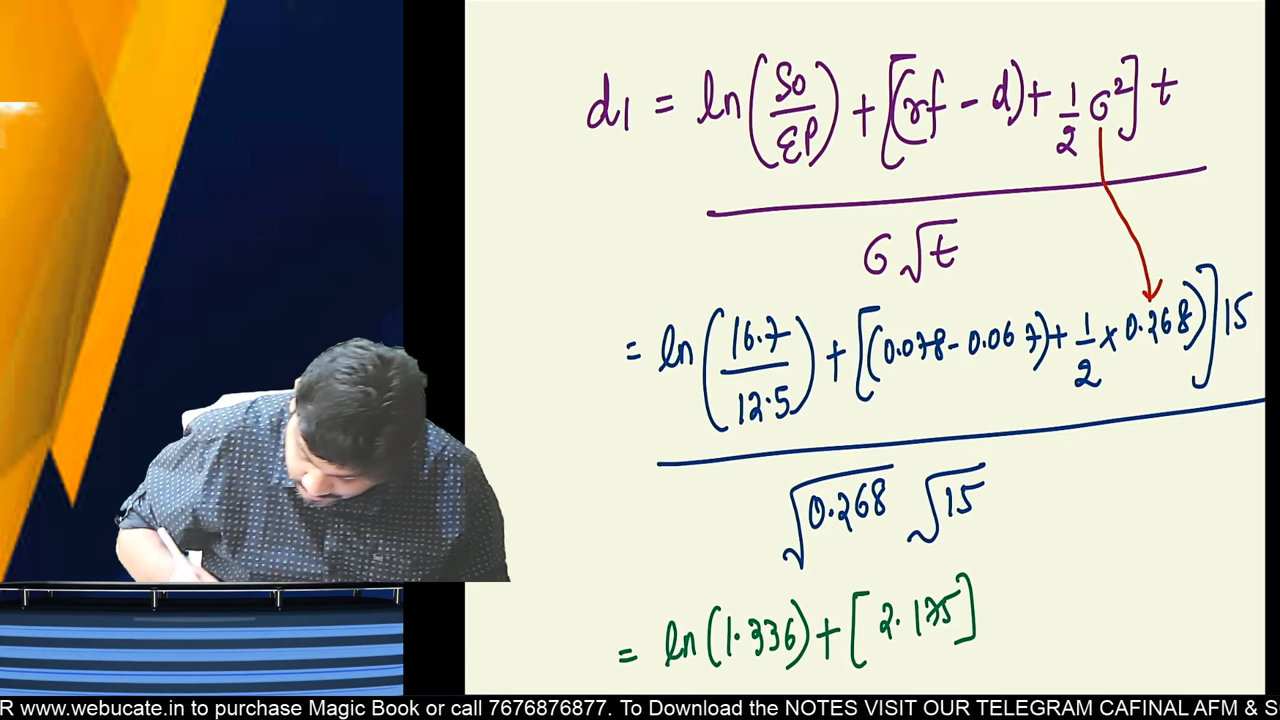 d1 = ln(So/EP) + [(rf - d) + 1/2 σ²] t
σ √t
= ln(16.7/12.5) + [(0.078 - 0.067) + 1/2 × 0.268)] 15
√0.268 √15
= ln(1.336) + [2.175]
R www.webucate.in to purchase Magic Book or call 7676876877. To Download the NOTES VISIT OUR TELEGRAM CAFINAL AFM & S